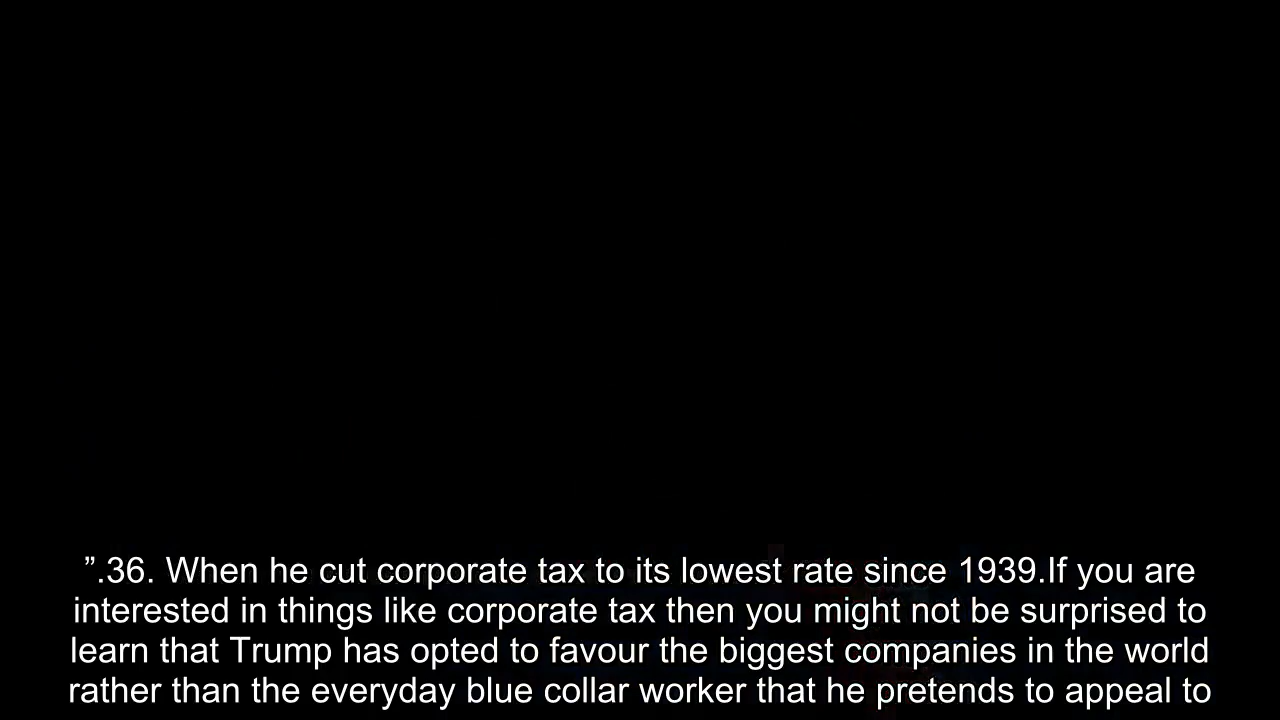 ”.36. When he cut corporate tax to its lowest rate since 1939.If you are
interested in things like corporate tax then you might not be surprised to
learn that Trump has opted to favour the biggest companies in the world
rather than the everyday blue collar worker that he pretends to appeal to